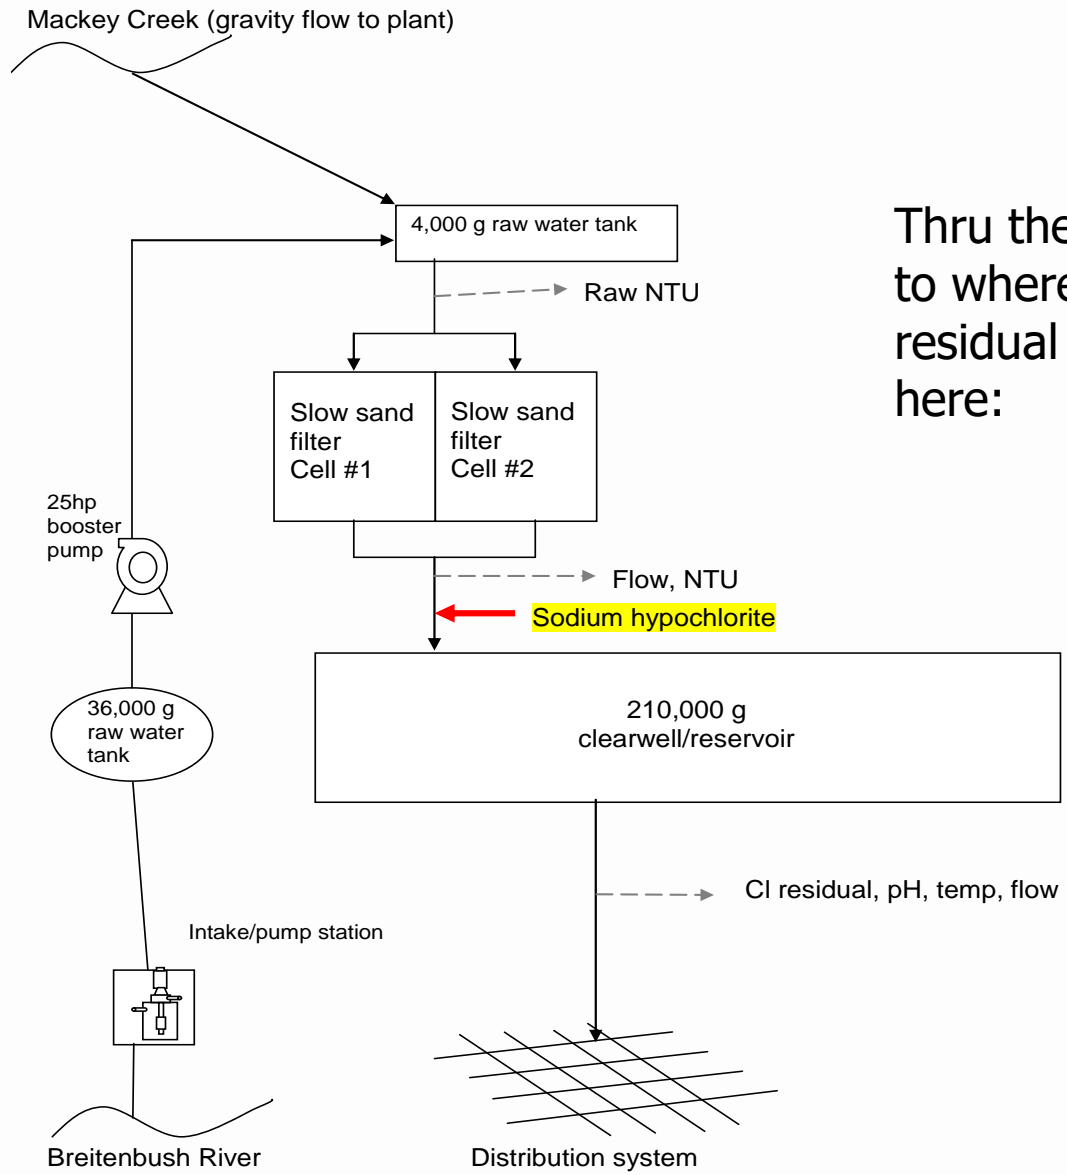 Mackey Creek (gravity flow to plant)
4,000 g raw water tank
Thru the
to where
residual
here:
Raw NTU
Slow sand
filter
Cell #1
Slow sand
filter
Cell #2
25hp
booster
pump
Flow, NTU
Sodium hypochlorite
36,000 g
raw water
tank
210,000 g
clearwell/reservoir
Cl residual, pH, temp, flow
Intake/pump station
Breitenbush River
Distribution system